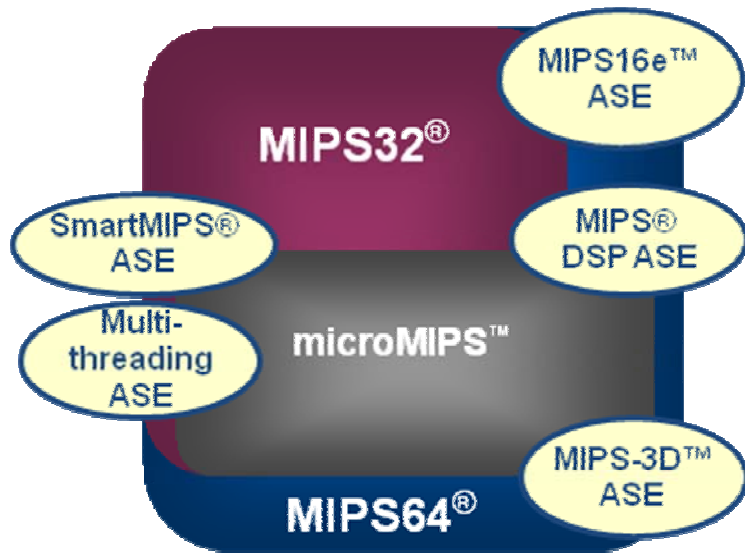 MIPS16e™
ASE
MIPS32®
SmartMIPS®
ASE
MIPS®
DSP ASE
Multi-
threading
ASE
microMIPS™
MIPS-3D™
ASE
MIPS64®